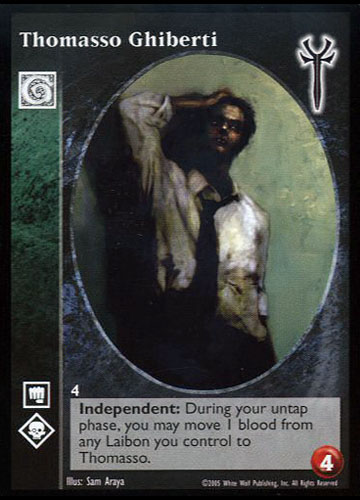 Thomasso Ghiberti
4
Independent: During your untap
phase, you may move 1 blood from
any Laibon you control to
Thomasso.
4
Illus: Sam Araya
©2005 White Wolf Publishing, Inc. All Rights Reserved